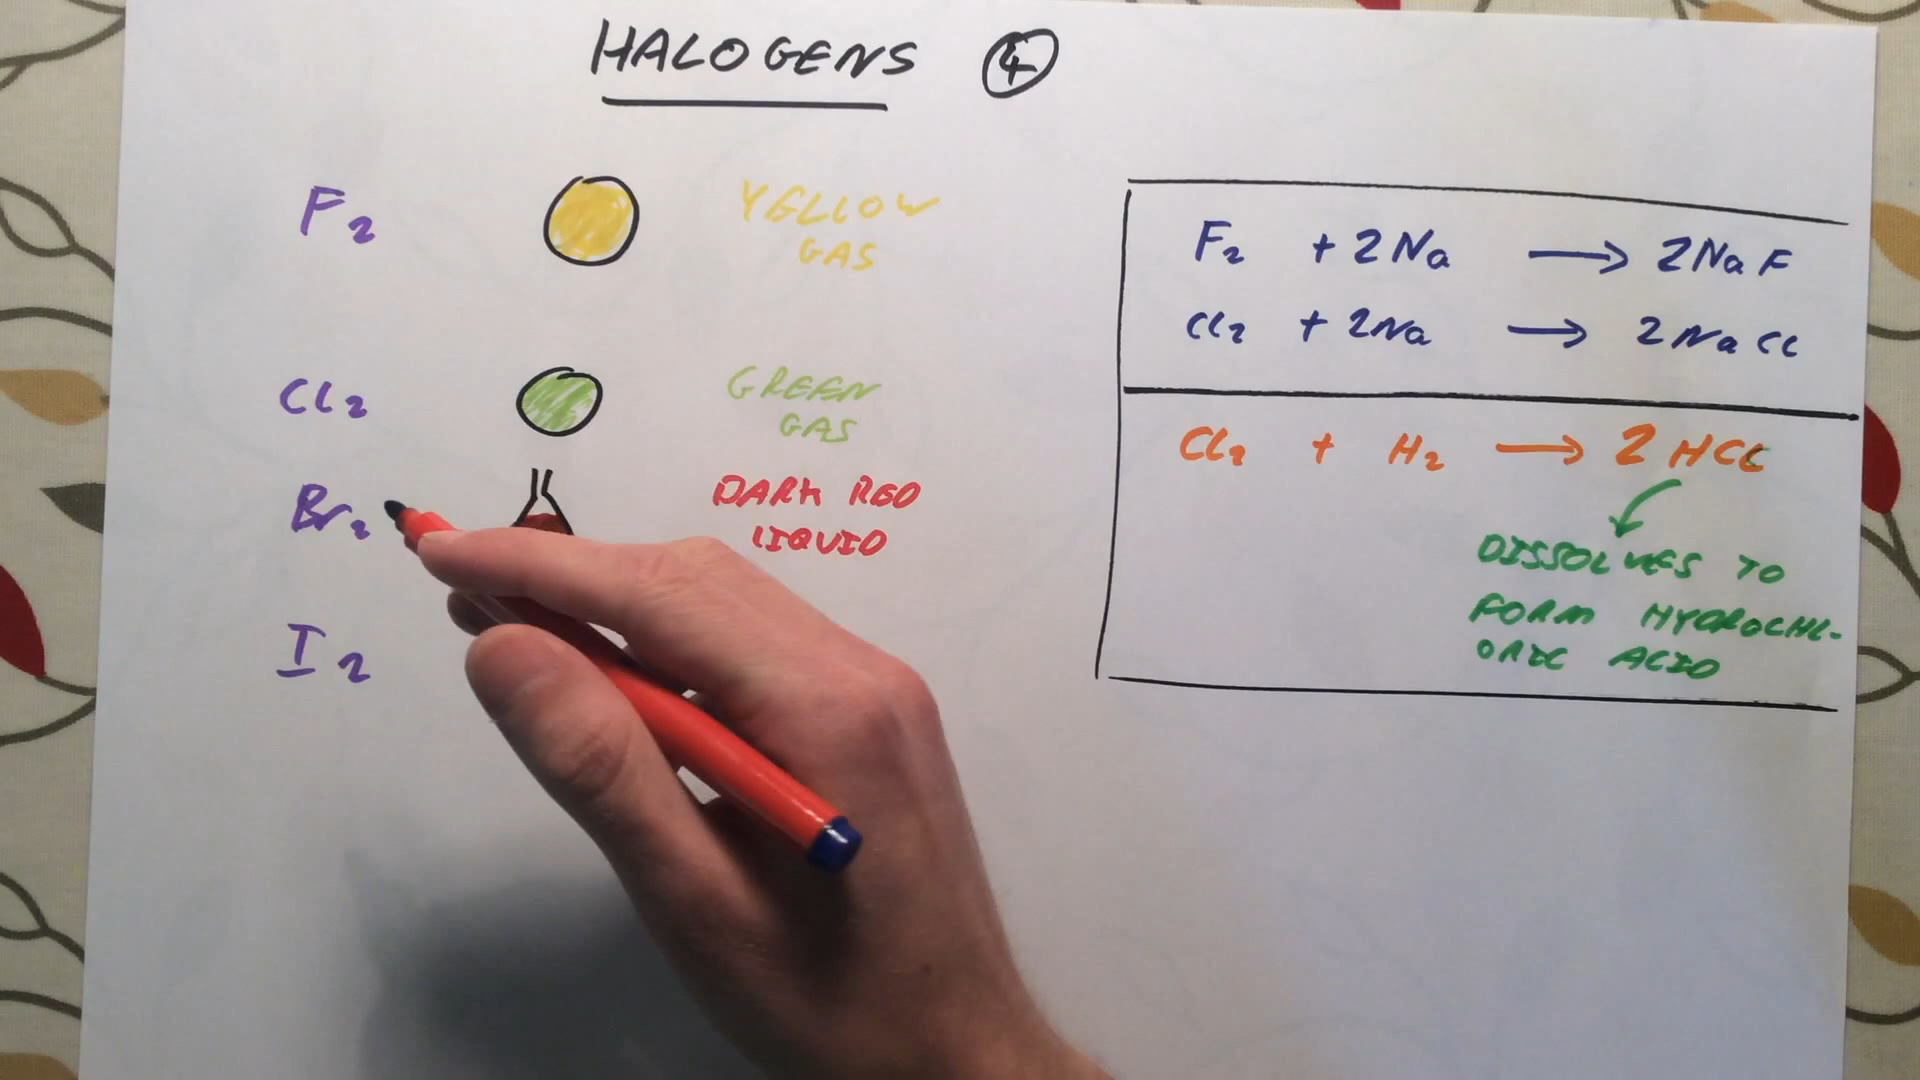 HALOGENS ④
F₂
YELLOW
GAS
Cl₂
GREEN
GAS
Br₂
DARK RED
LIQUID
I₂
F₂ + 2Na → 2NaF
Cl₂ + 2Na → 2NaCl
Cl₂ + H₂ → 2HCl
DISSOLVES TO
FORM HYDROCHL-
ORIC ACID